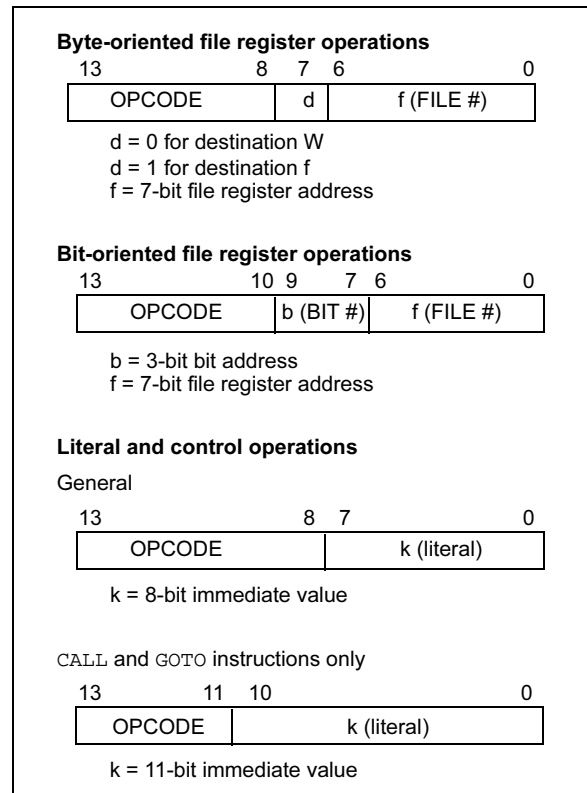 Byte-oriented file register operations
13 8 7 6 0
OPCODE d f (FILE #)
d = 0 for destination W
d = 1 for destination f
f = 7-bit file register address
Bit-oriented file register operations
13 10 9 7 6 0
OPCODE b (BIT #) f (FILE #)
b = 3-bit bit address
f = 7-bit file register address
Literal and control operations
General
13 8 7 0
OPCODE k (literal)
k = 8-bit immediate value
CALL and GOTO instructions only
13 11 10 0
OPCODE k (literal)
k = 11-bit immediate value